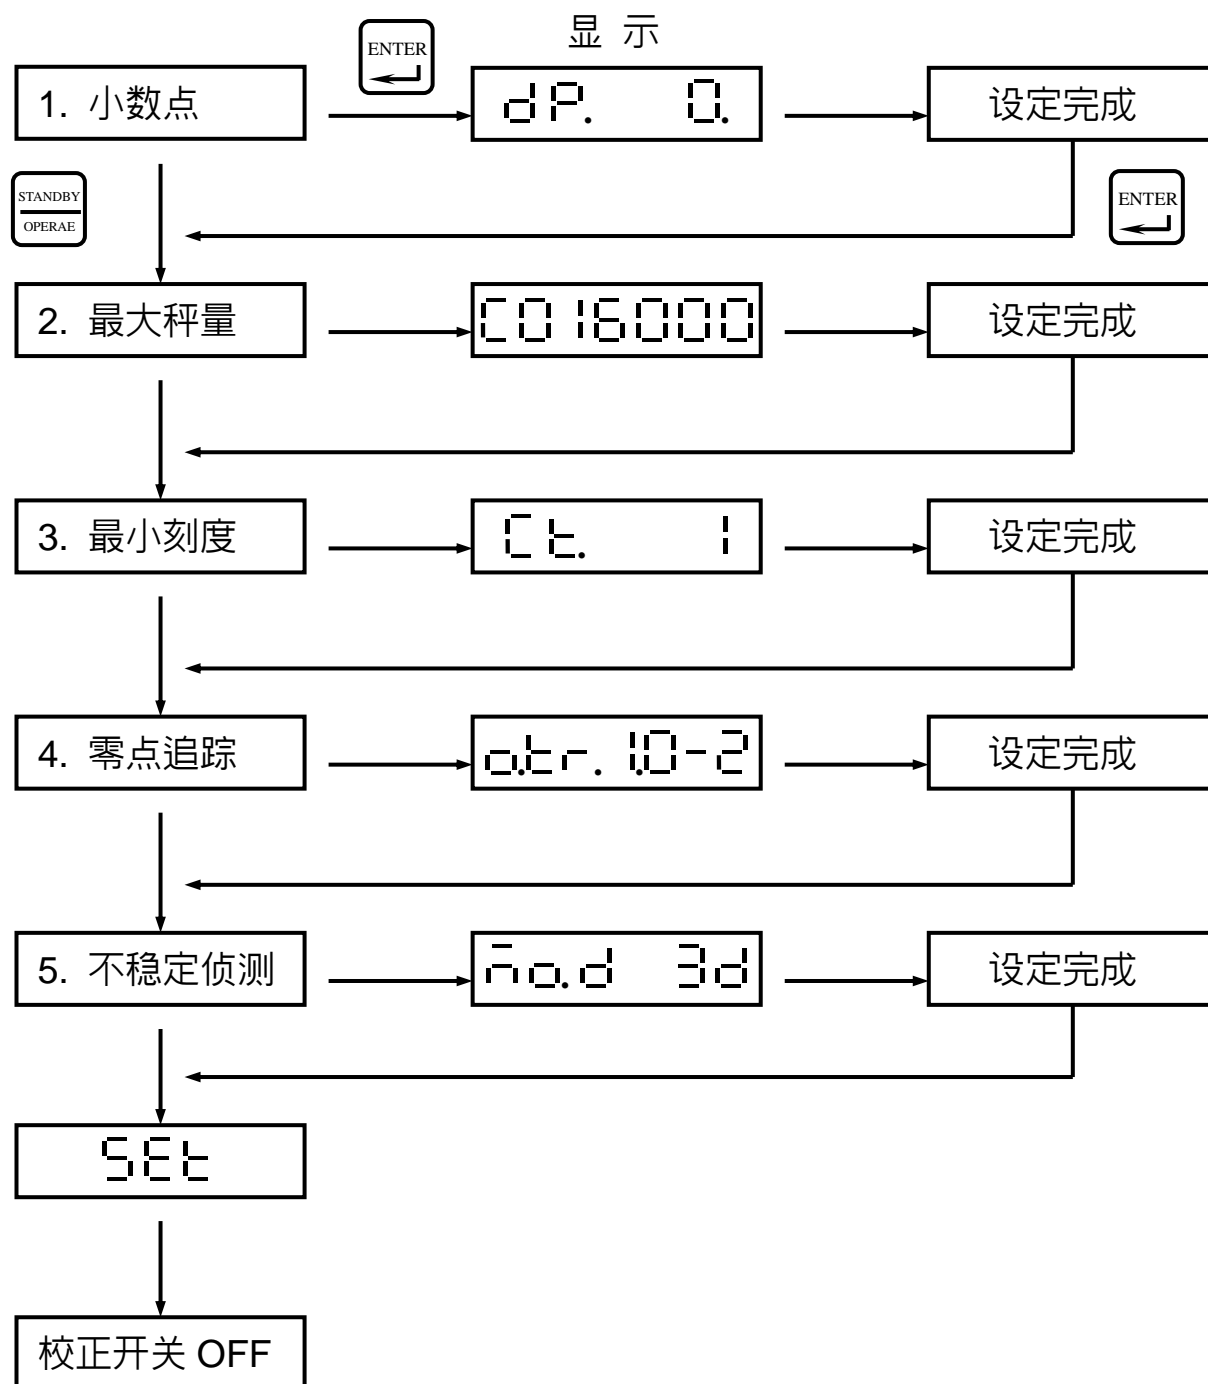 显 示
ENTER
1. 小数点
dP. 0.
设定完成
STANDBY
OPERAE
ENTER
2. 最大秤量
C016000
设定完成
3. 最小刻度
Ct. 1
设定完成
4. 零点追踪
o.tr. 1.0-2
设定完成
5. 不稳定侦测
m̄o.d 3d
设定完成
SEt
校正开关 OFF